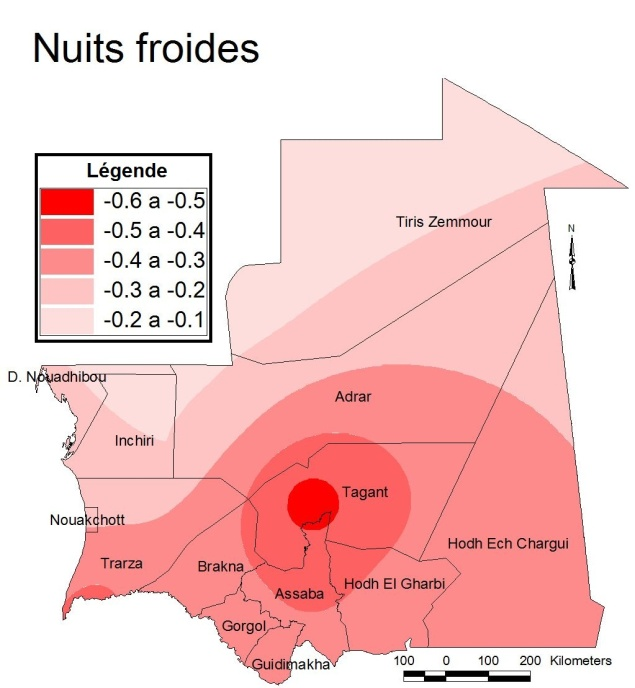 Nuits froides
Légende
-0.6 a -0.5
-0.5 a -0.4
-0.4 a -0.3
-0.3 a -0.2
-0.2 a -0.1
Tiris Zemmour
N
D. Nouadhibou
Adrar
Inchiri
Tagant
Nouakchott
Hodh Ech Chargui
Trarza
Brakna
Hodh El Gharbi
Assaba
Gorgol
Guidimakha
100 0 100 200 Kilometers